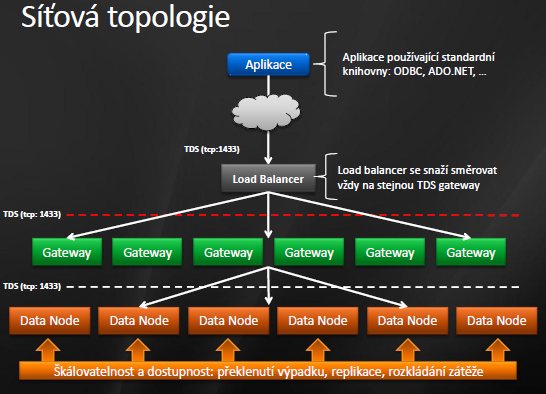 Síťová topologie
Aplikace
Aplikace používající standardní
knihovny: ODBC, ADO.NET, ...
TDS (tcp:1433)
Load Balancer
Load balancer se snaží směrovat
vždy na stejnou TDS gateway
TDS (tcp: 1433)
Gateway Gateway Gateway Gateway Gateway Gateway
TDS (tcp: 1433)
Data Node Data Node Data Node Data Node Data Node Data Node
Škálovatelnost a dostupnost: překlenutí výpadku, replikace, rozkládání zátěže